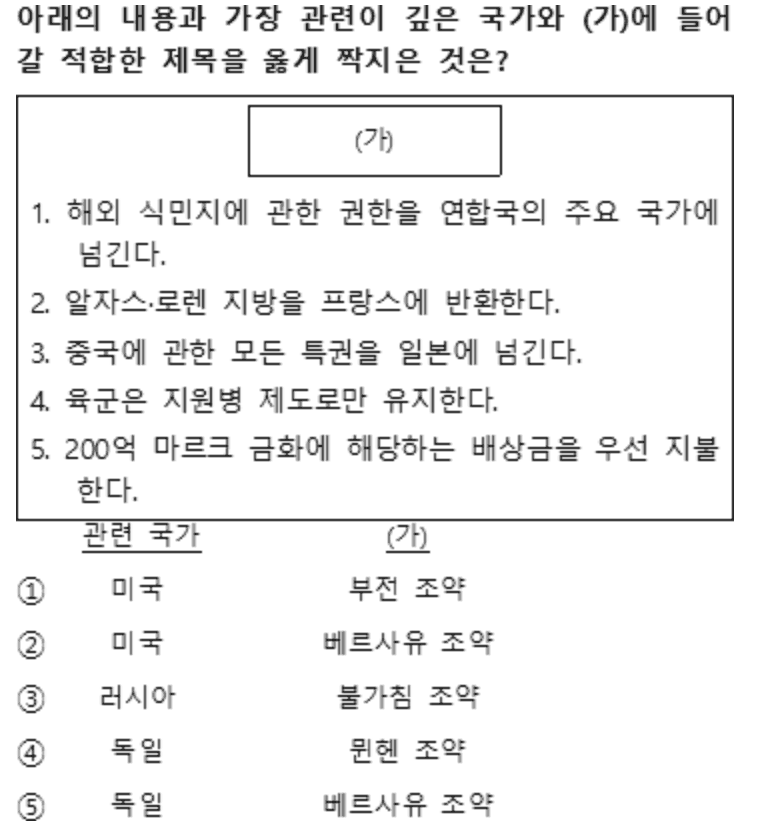 아래의 내용과 가장 관련이 깊은 국가와 (가)에 들어
갈 적합한 제목을 옳게 짝지은 것은?
(가)
1. 해외 식민지에 관한 권한을 연합국의 주요 국가에
넘긴다.
2. 알자스·로렌 지방을 프랑스에 반환한다.
3. 중국에 관한 모든 특권을 일본에 넘긴다.
4. 육군은 지원병 제도로만 유지한다.
5. 200억 마르크 금화에 해당하는 배상금을 우선 지불
한다.
관련 국가 (가)
① 미국 부전 조약
② 미국 베르사유 조약
③ 러시아 불가침 조약
④ 독일 뮌헨 조약
⑤ 독일 베르사유 조약